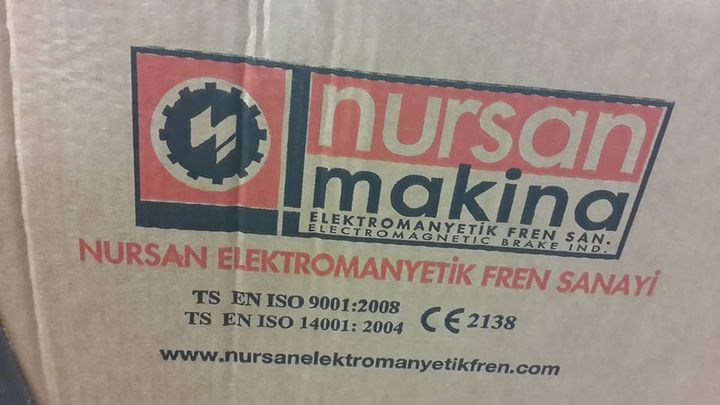 nursan
makina
ELEKTROMANYETİK FREN SAN.
ELECTROMAGNETIC BRAKE IND.
NURSAN ELEKTROMANYETİK FREN SANAYİ
TS EN ISO 9001:2008
TS EN ISO 14001: 2004 CE 2138
www.nursanelektromanyetikfren.com